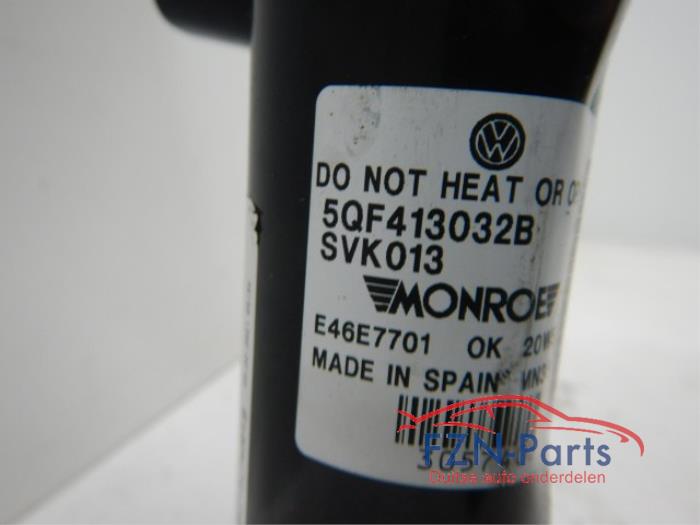 DO NOT HEAT OR
5QF413032B
SVK013
MONROE
E46E7701 OK
MADE IN SPAIN
FZN-Parts
Duitse auto onderdelen